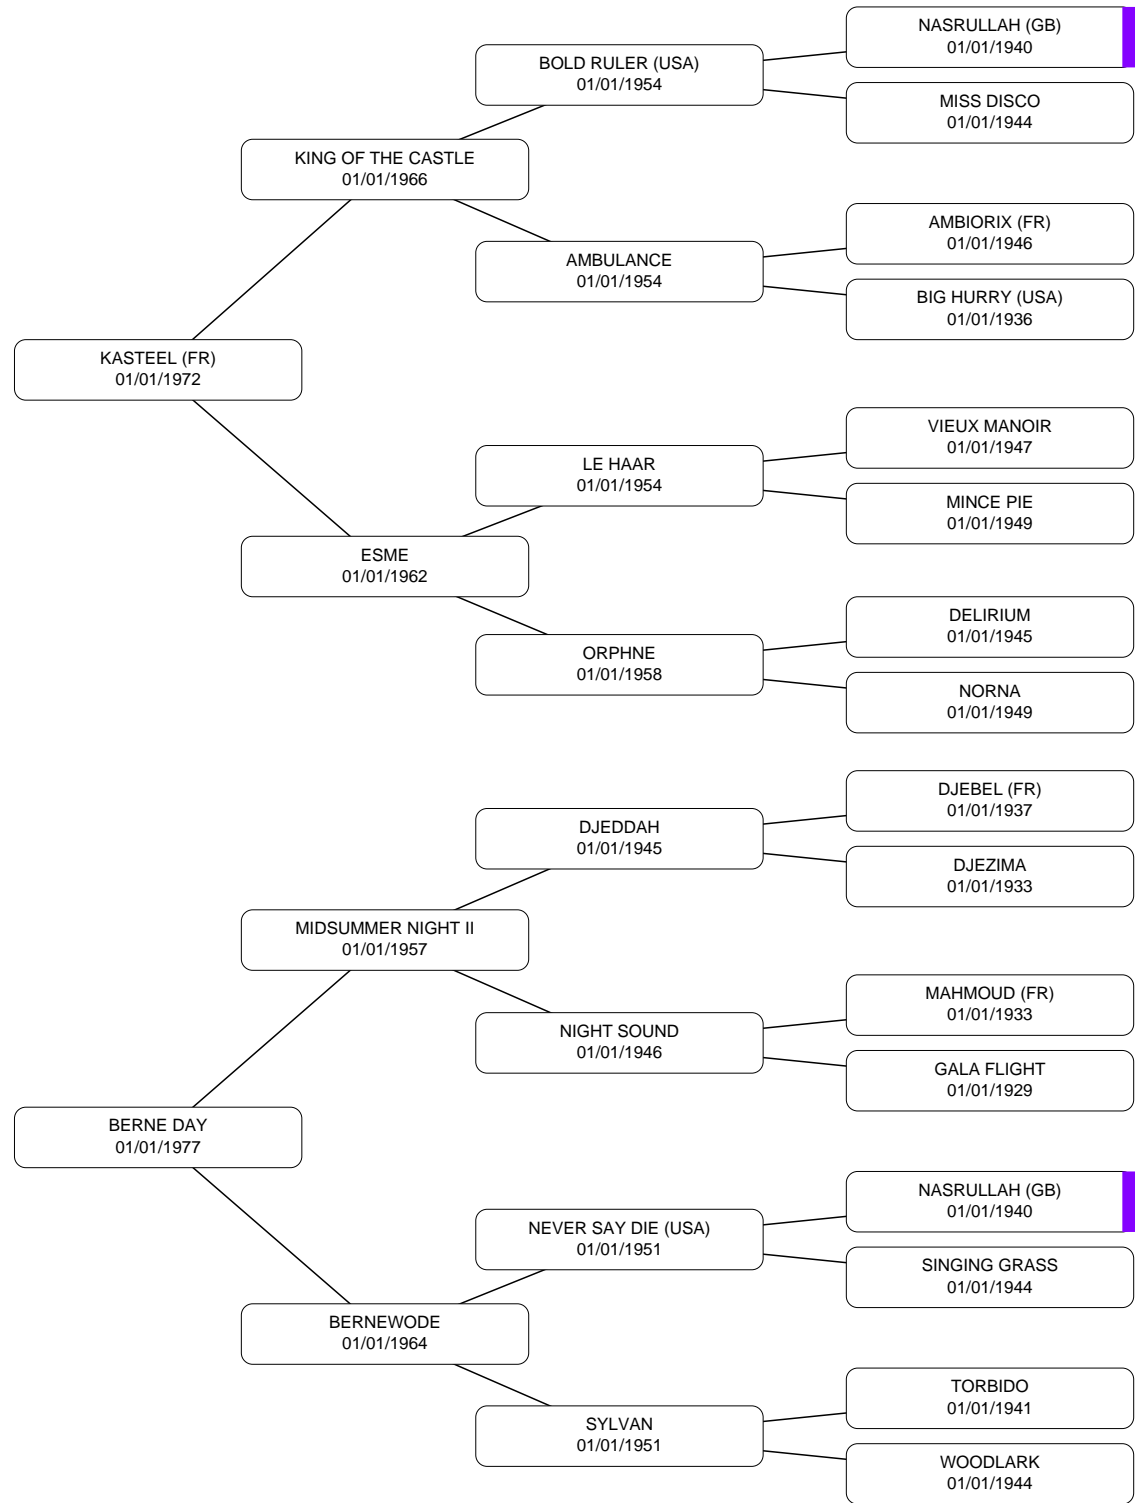 NASRULLAH (GB)
01/01/1940
BOLD RULER (USA)
01/01/1954
MISS DISCO
01/01/1944
KING OF THE CASTLE
01/01/1966
AMBIORIX (FR)
01/01/1946
AMBULANCE
01/01/1954
BIG HURRY (USA)
01/01/1936
KASTEEL (FR)
01/01/1972
VIEUX MANOIR
01/01/1947
LE HAAR
01/01/1954
MINCE PIE
01/01/1949
ESME
01/01/1962
DELIRIUM
01/01/1945
ORPHNE
01/01/1958
NORNA
01/01/1949
DJEBEL (FR)
01/01/1937
DJEDDAH
01/01/1945
DJEZIMA
01/01/1933
MIDSUMMER NIGHT II
01/01/1957
MAHMOUD (FR)
01/01/1933
NIGHT SOUND
01/01/1946
GALA FLIGHT
01/01/1929
BERNE DAY
01/01/1977
NASRULLAH (GB)
01/01/1940
NEVER SAY DIE (USA)
01/01/1951
SINGING GRASS
01/01/1944
BERNEWODE
01/01/1964
TORBIDO
01/01/1941
SYLVAN
01/01/1951
WOODLARK
01/01/1944